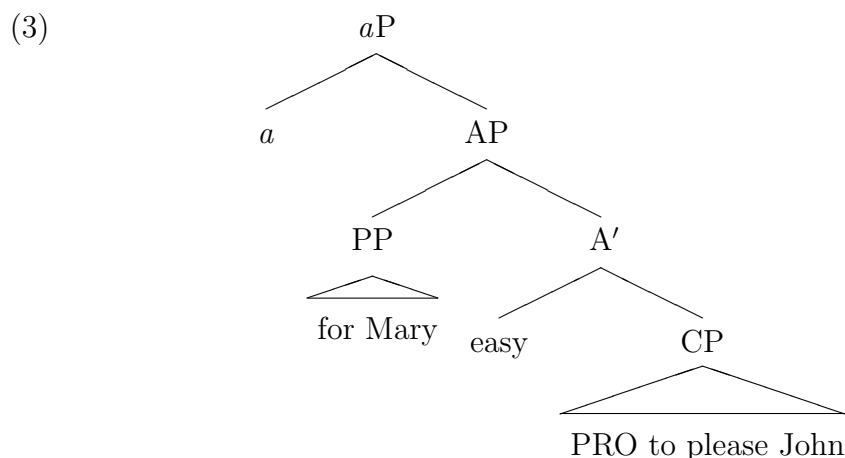 (3) aP
a AP
PP A′
for Mary easy CP
PRO to please John